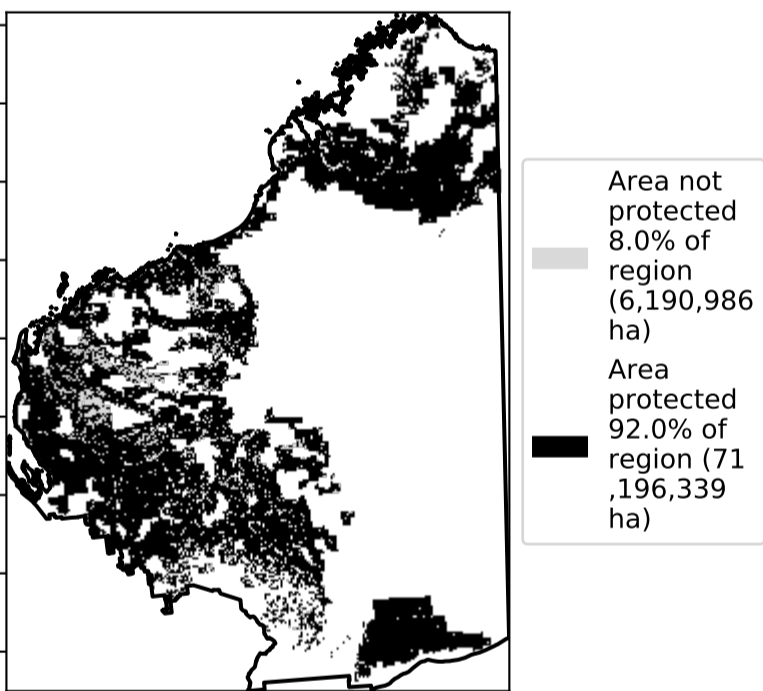 Area not
protected
8.0% of
region
(6,190,986
ha)
Area
protected
92.0% of
region (71
,196,339
ha)